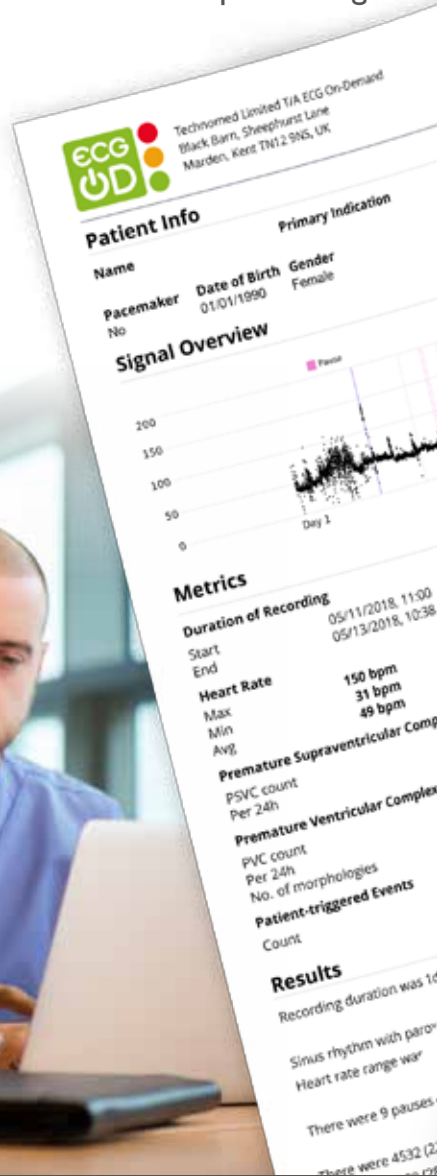 ECG
OD
Technomed Limited T/A ECG On-Demand
Black Barn, Sheephurst Lane
Marden, Kent TN12 9NS, UK
Patient Info
Name
Primary Indication
Pacemaker Date of Birth Gender
No 01/01/1990 Female
Signal Overview
Pause
200
150
100
50
0
Day 1
Metrics
Duration of Recording
Start 05/11/2018, 11:00
End 05/13/2018, 10:38
Heart Rate
Max 150 bpm
Min 31 bpm
Avg 49 bpm
Premature Supraventricular Comp
PSVC count
Per 24h
Premature Ventricular Complex
PVC count
Per 24h
No. of morphologies
Patient-triggered Events
Count
Results
Recording duration was 1d
Sinus rhythm with parox
Heart rate range
There were 9 pauses
There were 4532